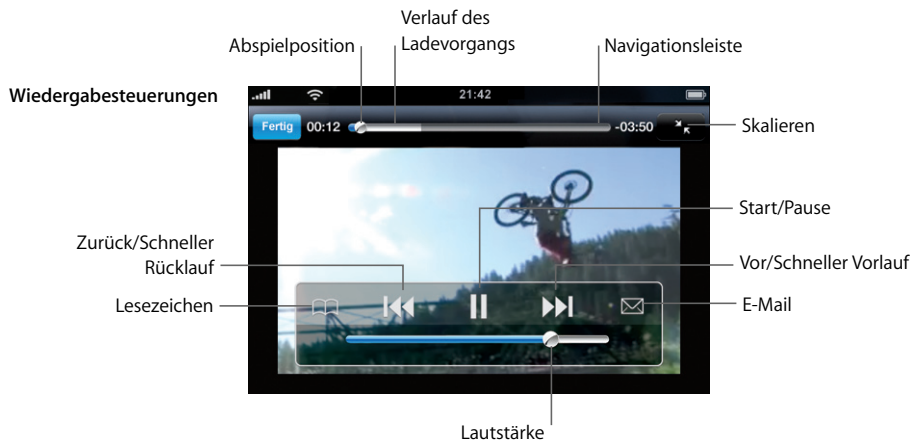 Verlauf des
Ladevorgangs
Abspielposition
Navigationsleiste
Wiedergabesteuerungen
21:42
Fertig
00:12
-03:50
Skalieren
Start/Pause
Zurück/Schneller
Rücklauf
Vor/Schneller Vorlauf
Lesezeichen
E-Mail
Lautstärke